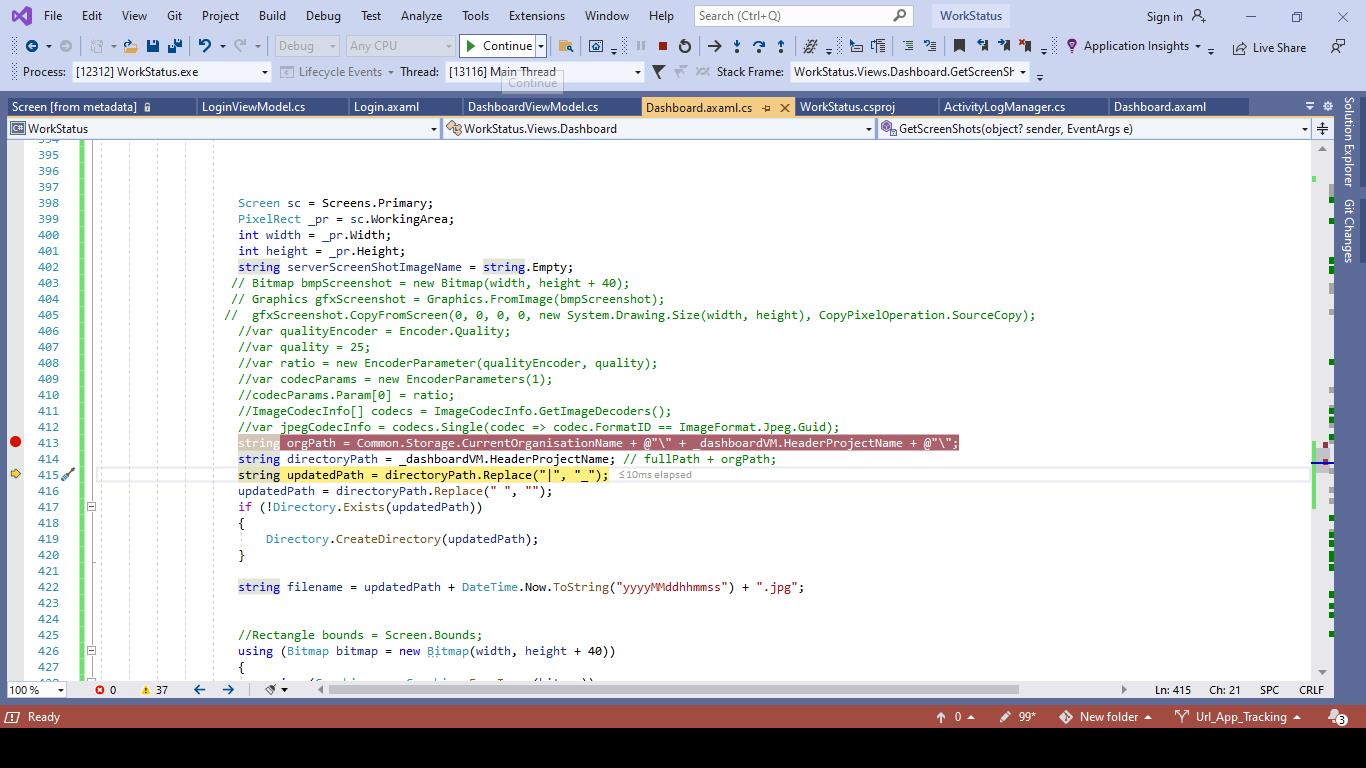 File Edit View Git Project Build Debug Test Analyze Tools Extensions Window Help Search (Ctrl+Q) WorkStatus Sign in
Debug Any CPU Continue Application Insights Live Share
Process: [12312] WorkStatus.exe Lifecycle Events Thread: [13116] Main Thread Stack Frame: WorkStatus.Views.Dashboard.GetScreenSh
Continue
Screen [from metadata] LoginViewModel.cs Login.axaml DashboardViewModel.cs Dashboard.axaml.cs WorkStatus.csproj ActivityLogManager.cs Dashboard.axaml
WorkStatus WorkStatus.Views.Dashboard GetScreenShots(object? sender, EventArgs e)
Solution Explorer
Git Changes
394
395
396
397
398 Screen sc = Screens.Primary;
399 PixelRect _pr = sc.WorkingArea;
400 int width = _pr.Width;
401 int height = _pr.Height;
402 string serverScreenShotImageName = string.Empty;
403 // Bitmap bmpScreenshot = new Bitmap(width, height + 40);
404 // Graphics gfxScreenshot = Graphics.FromImage(bmpScreenshot);
405 // gfxScreenshot.CopyFromScreen(0, 0, 0, 0, new System.Drawing.Size(width, height), CopyPixelOperation.SourceCopy);
406 //var qualityEncoder = Encoder.Quality;
407 //var quality = 25;
408 //var ratio = new EncoderParameter(qualityEncoder, quality);
409 //var codecParams = new EncoderParameters(1);
410 //codecParams.Param[0] = ratio;
411 //ImageCodecInfo[] codecs = ImageCodecInfo.GetImageDecoders();
412 //var jpegCodecInfo = codecs.Single(codec => codec.FormatID == ImageFormat.Jpeg.Guid);
413 string orgPath = Common.Storage.CurrentOrganisationName + @"\" + _dashboardVM.HeaderProjectName + @"\";
414 string directoryPath = _dashboardVM.HeaderProjectName; // fullPath + orgPath;
415 string updatedPath = directoryPath.Replace("|", "_"); ≤10ms elapsed
416 updatedPath = directoryPath.Replace(" ", "");
417 if (!Directory.Exists(updatedPath))
418 {
419 Directory.CreateDirectory(updatedPath);
420 }
421
422 string filename = updatedPath + DateTime.Now.ToString("yyyyMMddhhmmss") + ".jpg";
423
424
425 //Rectangle bounds = Screen.Bounds;
426 using (Bitmap bitmap = new Bitmap(width, height + 40))
427 {
100 % 0 37 Ln: 415 Ch: 21 SPC CRLF
Ready 0 99* New folder Url_App_Tracking 3